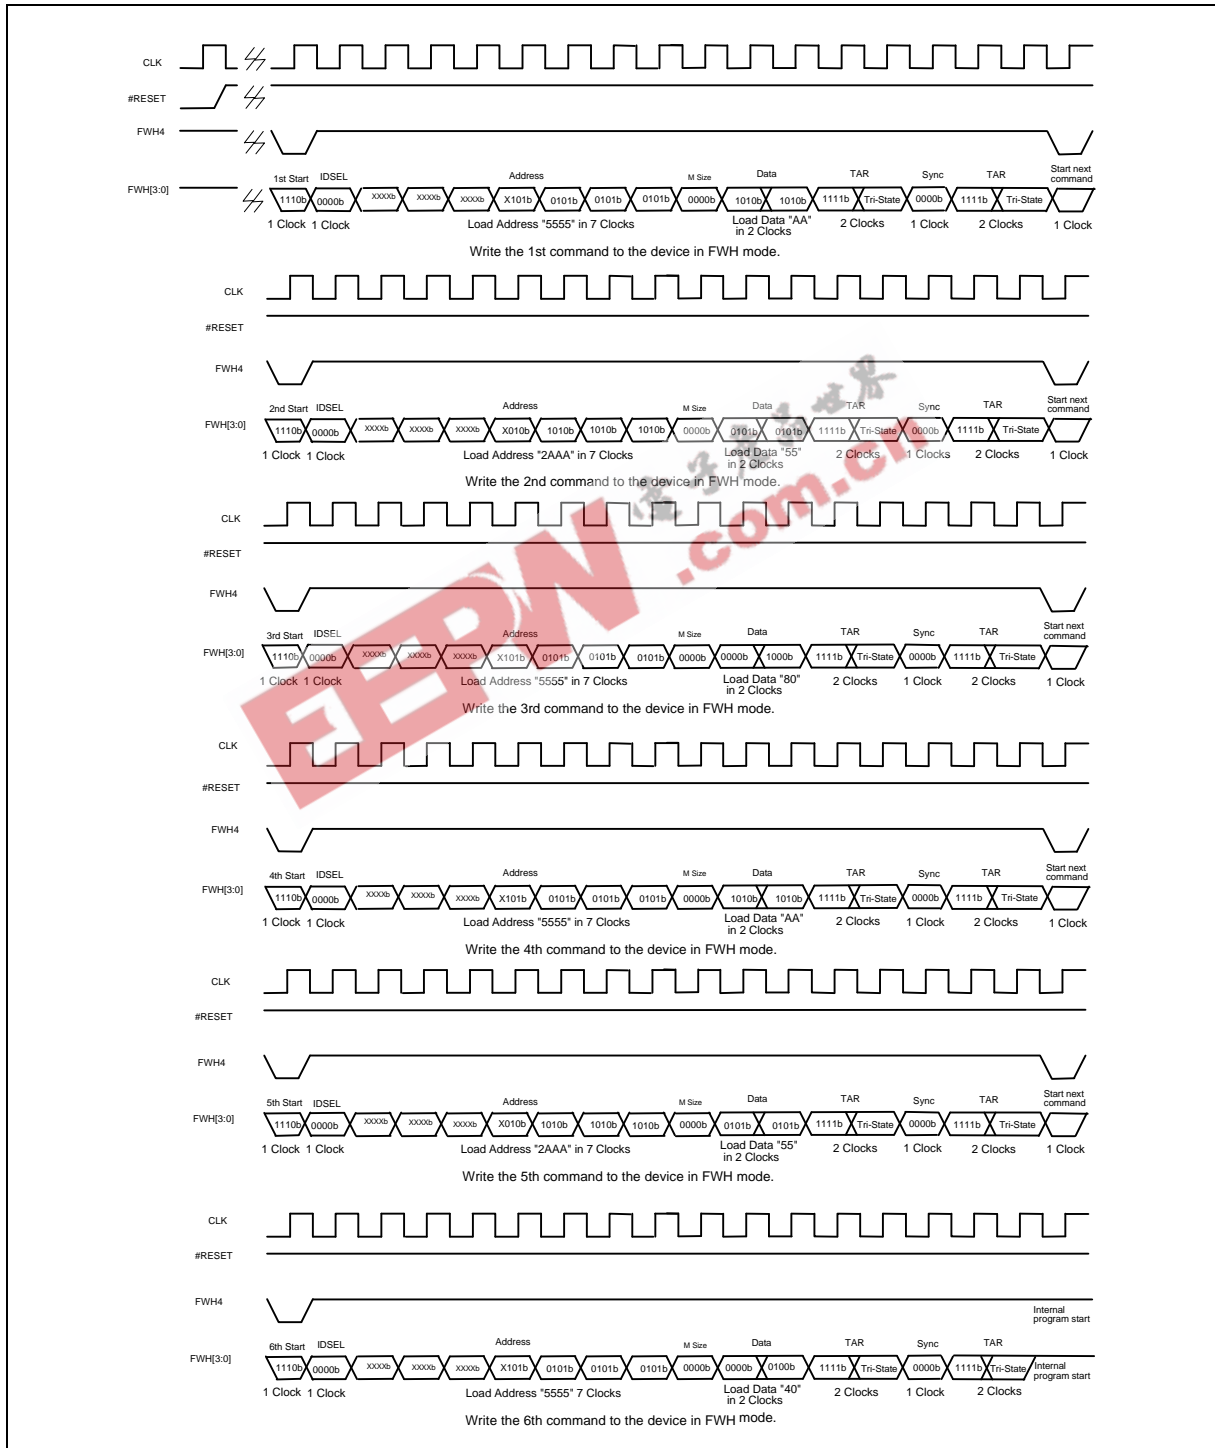 CLK
#RESET
FWH4
1st Start IDSEL Address M Size Data TAR Sync TAR Start next command
FWH[3:0] 1110b 0000b XXXXb XXXXb XXXXb X101b 0101b 0101b 0101b 0000b 1010b 1010b 1111b Tri-State 0000b 1111b Tri-State
1 Clock 1 Clock Load Address "5555" in 7 Clocks Load Data "AA" in 2 Clocks 2 Clocks 1 Clock 2 Clocks 1 Clock
Write the 1st command to the device in FWH mode.
CLK
#RESET
FWH4
2nd Start IDSEL Address M Size Data TAR Sync TAR Start next command
FWH[3:0] 1110b 0000b XXXXb XXXXb XXXXb X010b 1010b 1010b 1010b 0000b 0101b 0101b 1111b Tri-State 0000b 1111b Tri-State
1 Clock 1 Clock Load Address "2AAA" in 7 Clocks Load Data "55" in 2 Clocks 2 Clocks 1 Clocks 2 Clocks 1 Clock
Write the 2nd command to the device in FWH mode.
电子产品世界
EEPW .com.cn
CLK
#RESET
FWH4
3rd Start IDSEL Address M Size Data TAR Sync TAR Start next command
FWH[3:0] 1110b 0000b XXXXb XXXXb XXXXb X101b 0101b 0101b 0101b 0000b 0000b 1000b 1111b Tri-State 0000b 1111b Tri-State
1 Clock 1 Clock Load Address "5555" in 7 Clocks Load Data "80" in 2 Clocks 2 Clocks 1 Clock 2 Clocks 1 Clock
Write the 3rd command to the device in FWH mode.
CLK
#RESET
FWH4
4th Start IDSEL Address M Size Data TAR Sync TAR Start next command
FWH[3:0] 1110b 0000b XXXXb XXXXb XXXXb X101b 0101b 0101b 0101b 0000b 1010b 1010b 1111b Tri-State 0000b 1111b Tri-State
1 Clock 1 Clock Load Address "5555" in 7 Clocks Load Data "AA" in 2 Clocks 2 Clocks 1 Clock 2 Clocks 1 Clock
Write the 4th command to the device in FWH mode.
CLK
#RESET
FWH4
5th Start IDSEL Address M Size Data TAR Sync TAR Start next command
FWH[3:0] 1110b 0000b XXXXb XXXXb XXXXb X010b 1010b 1010b 1010b 0000b 0101b 0101b 1111b Tri-State 0000b 1111b Tri-State
1 Clock 1 Clock Load Address "2AAA" in 7 Clocks Load Data "55" in 2 Clocks 2 Clocks 1 Clock 2 Clocks 1 Clock
Write the 5th command to the device in FWH mode.
CLK
#RESET
FWH4 Internal program start
6th Start IDSEL Address M Size Data TAR Sync TAR
FWH[3:0] 1110b 0000b XXXXb XXXXb XXXXb X101b 0101b 0101b 0101b 0000b 0000b 0100b 1111b Tri-State 0000b 1111b Tri-State Internal program start
1 Clock 1 Clock Load Address "5555" 7 Clocks Load Data "40" in 2 Clocks 2 Clocks 1 Clock 2 Clocks
Write the 6th command to the device in FWH mode.